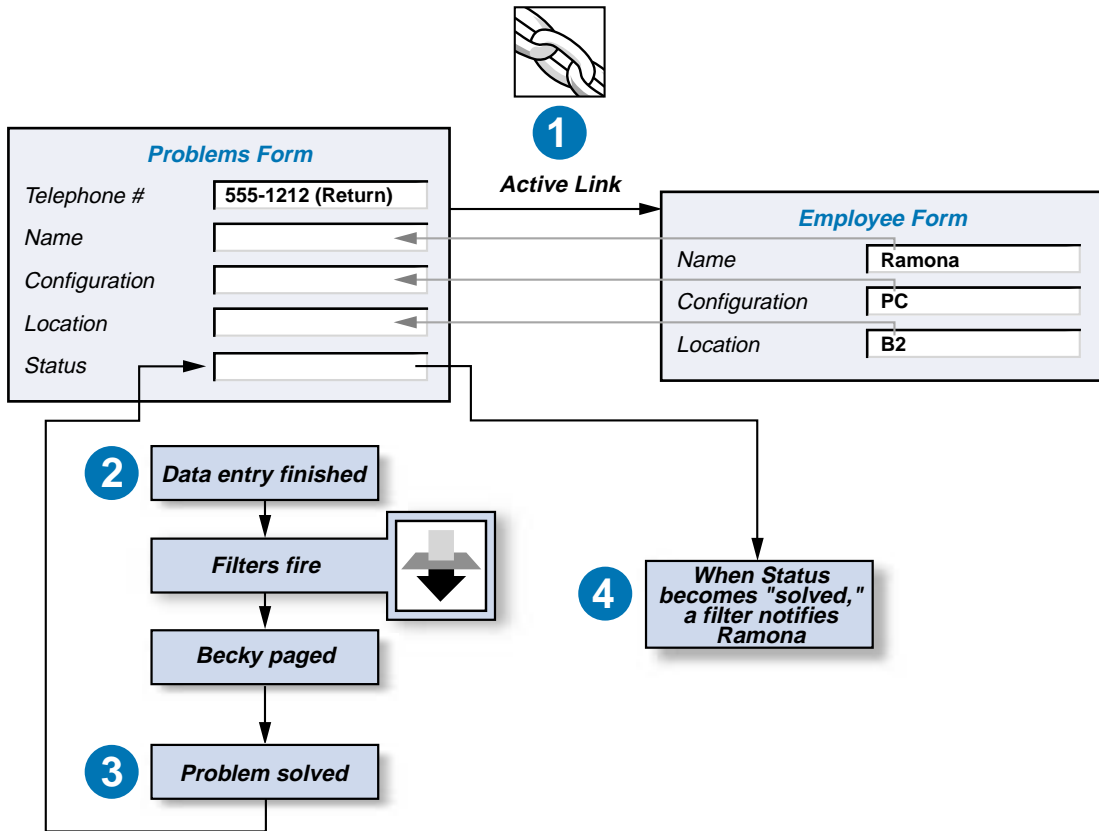 1
Problems Form
Active Link
Telephone #
555-1212 (Return)
Name
Configuration
Location
Status
Employee Form
Name
Ramona
Configuration
PC
Location
B2
2
Data entry finished
Filters fire
Becky paged
3
Problem solved
4
When Status
becomes "solved,"
a filter notifies
Ramona